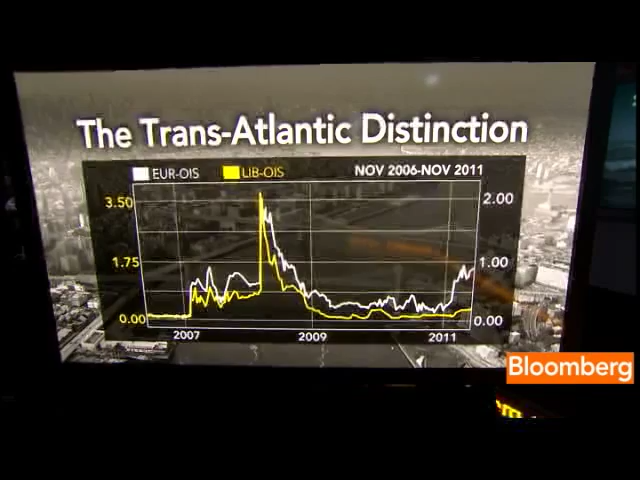 The Trans-Atlantic Distinction
EUR-OIS LIB-OIS NOV 2006-NOV 2011
3.50 2.00
1.75 1.00
0.00 0.00
2007 2009 2011
Bloomberg